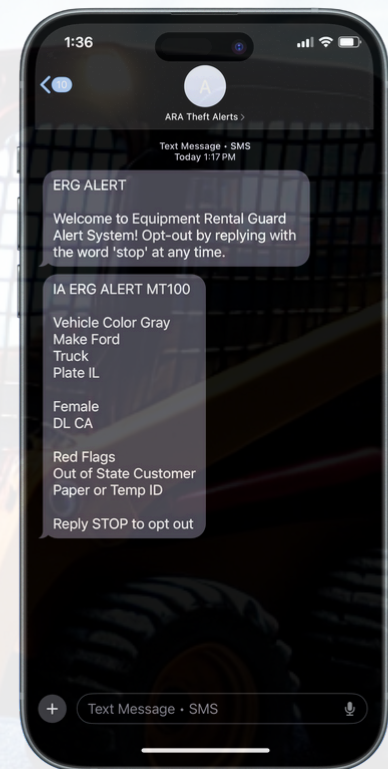 1:36
10
A
ARA Theft Alerts >
Text Message • SMS
Today 1:17 PM
ERG ALERT
Welcome to Equipment Rental Guard
Alert System! Opt-out by replying with
the word 'stop' at any time.
IA ERG ALERT MT100
Vehicle Color Gray
Make Ford
Truck
Plate IL
Female
DL CA
Red Flags
Out of State Customer
Paper or Temp ID
Reply STOP to opt out
Text Message • SMS